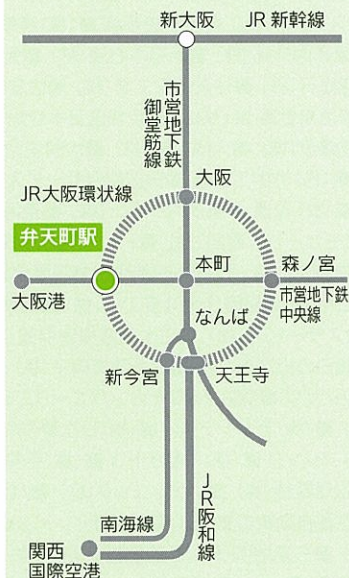 新大阪
JR 新幹線
市営地下鉄
御堂筋線
大阪
JR大阪環状線
弁天町駅
本町
森ノ宮
大阪港
市営地下鉄
中央線
なんば
新今宮
天王寺
JR阪和線
南海線
関西
国際空港